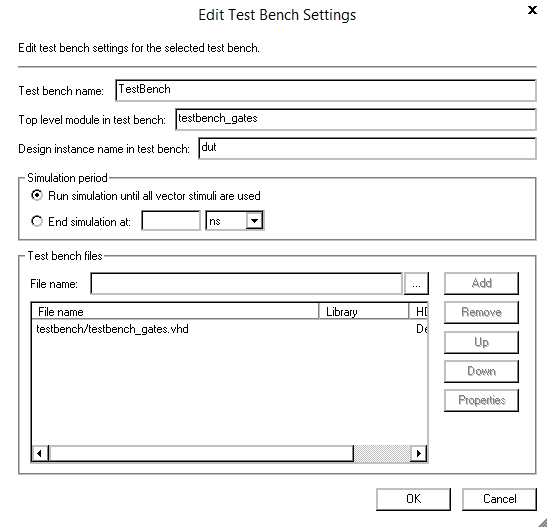 Edit Test Bench Settings
x
Edit test bench settings for the selected test bench.
Test bench name: TestBench
Top level module in test bench: testbench_gates
Design instance name in test bench: dut
Simulation period
Run simulation until all vector stimuli are used
End simulation at: ns
Test bench files
File name: ... Add
File name Library HD
Remove
testbench/testbench_gates.vhd De
Up
Down
Properties
OK Cancel